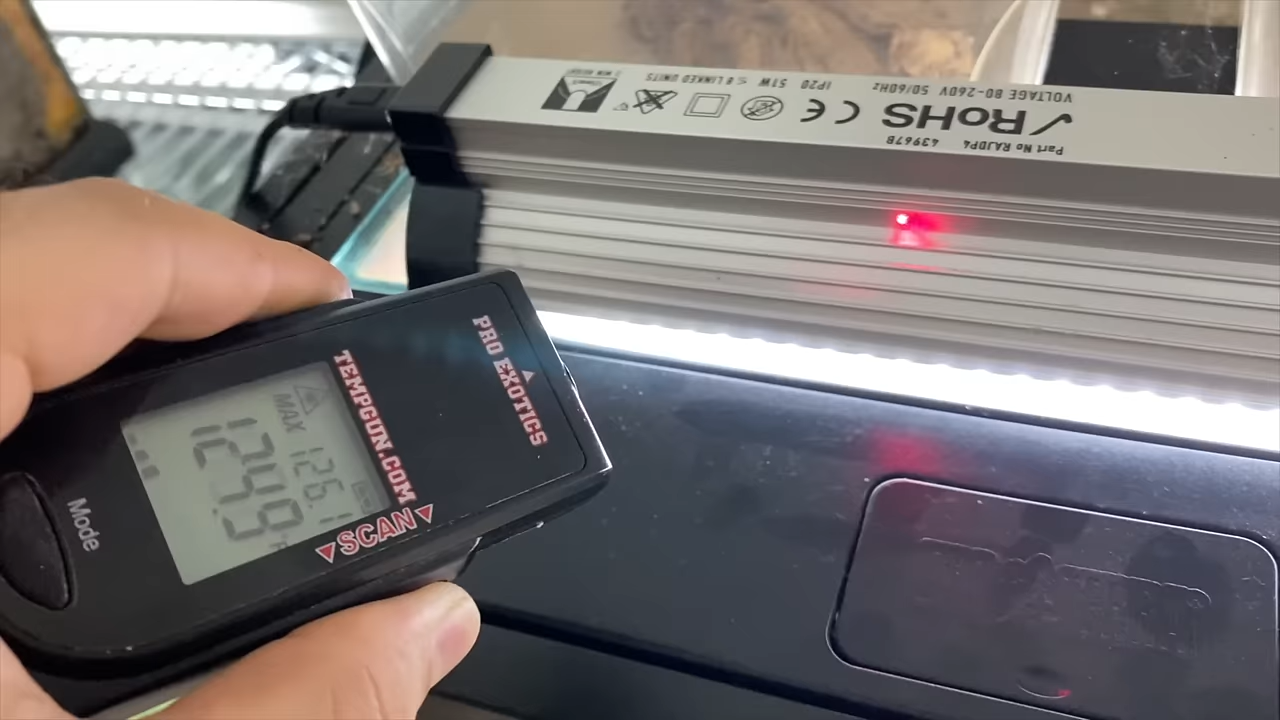 PRO EXOTICS
TEMPGUN.COM
SCAN
MAX 126.1
124.9
Mode
Part No RAJDP4 43967B
✓RoHS
CE
VOLTAGE 80-260V 50/60Hz IP20 51W ≤ 8 LINKED UNITS